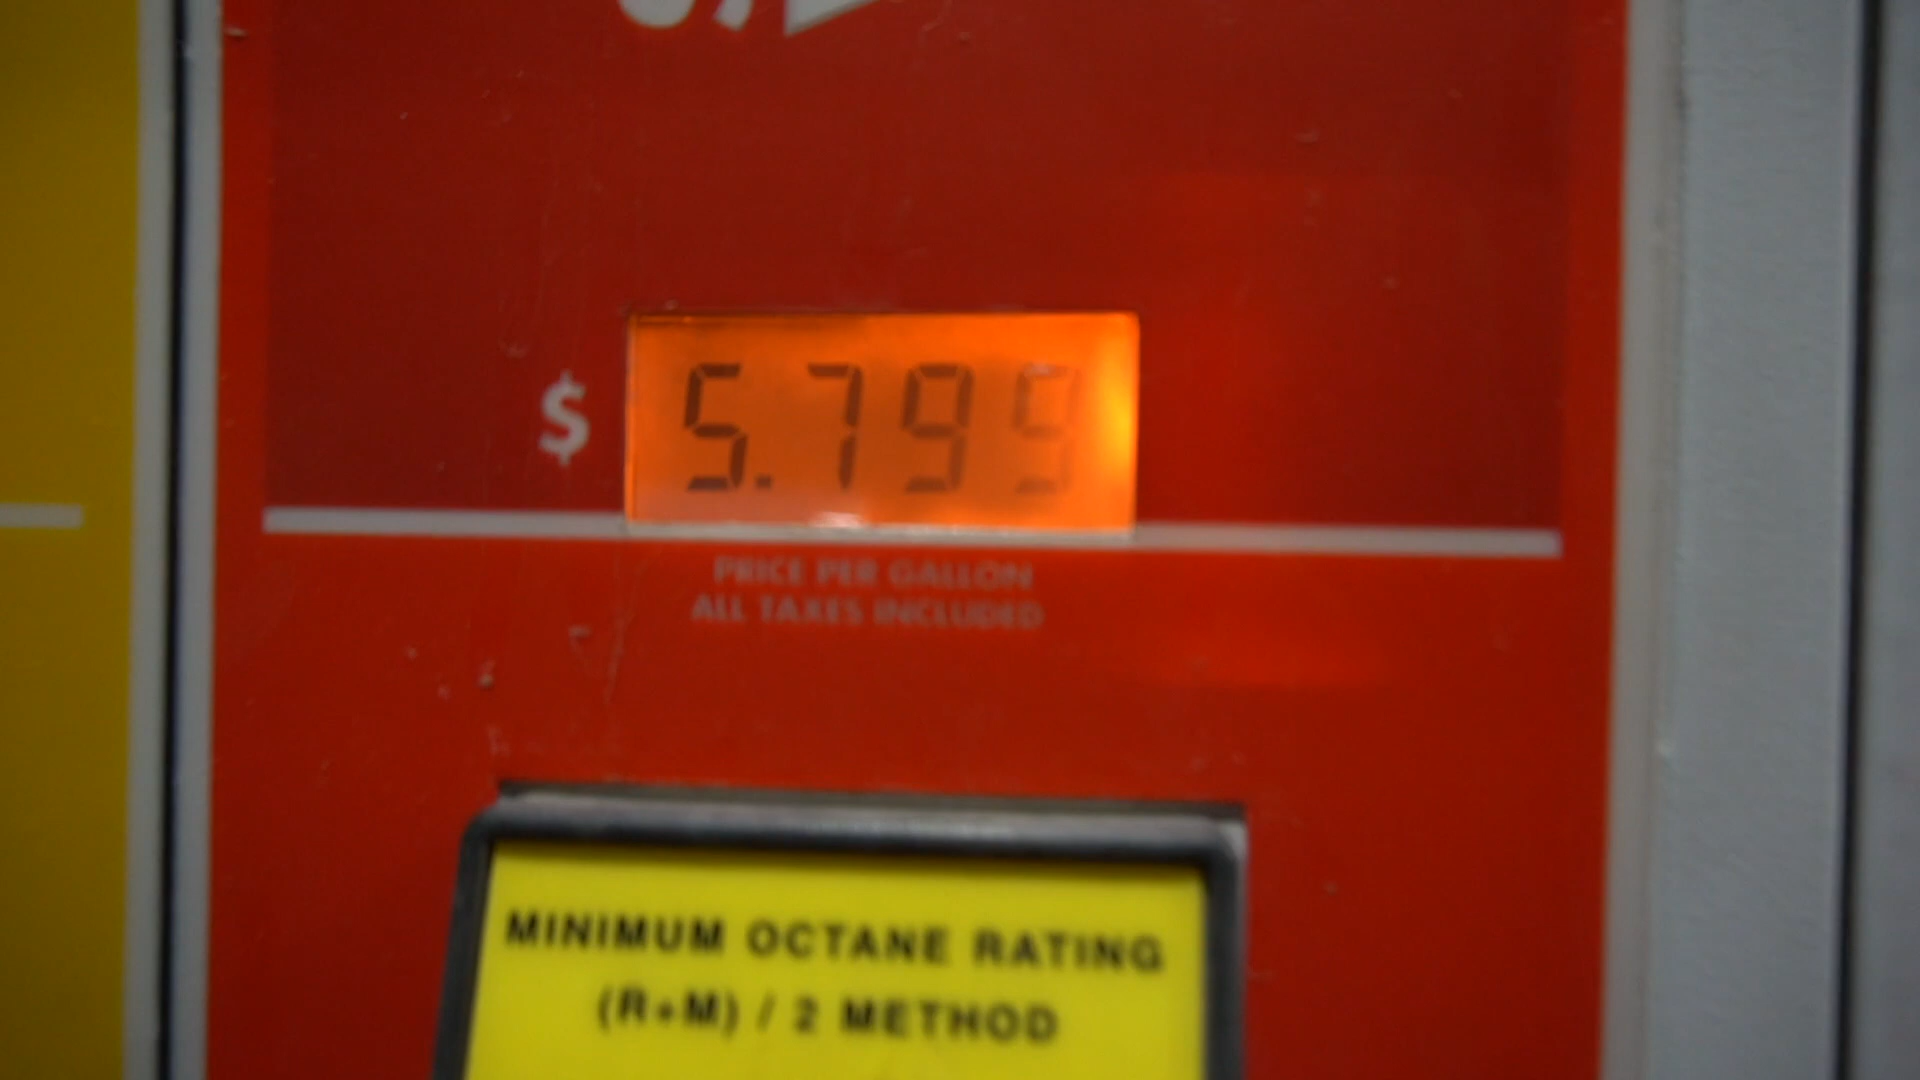 $ 5.799
PRICE PER GALLON
ALL TAXES INCLUDED
MINIMUM OCTANE RATING
(R+M) / 2 METHOD